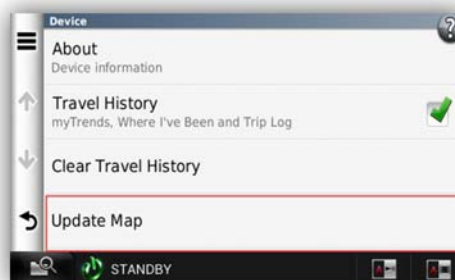 Device
?
About
Device information
Travel History
myTrends, Where I've Been and Trip Log
Clear Travel History
Update Map
STANDBY